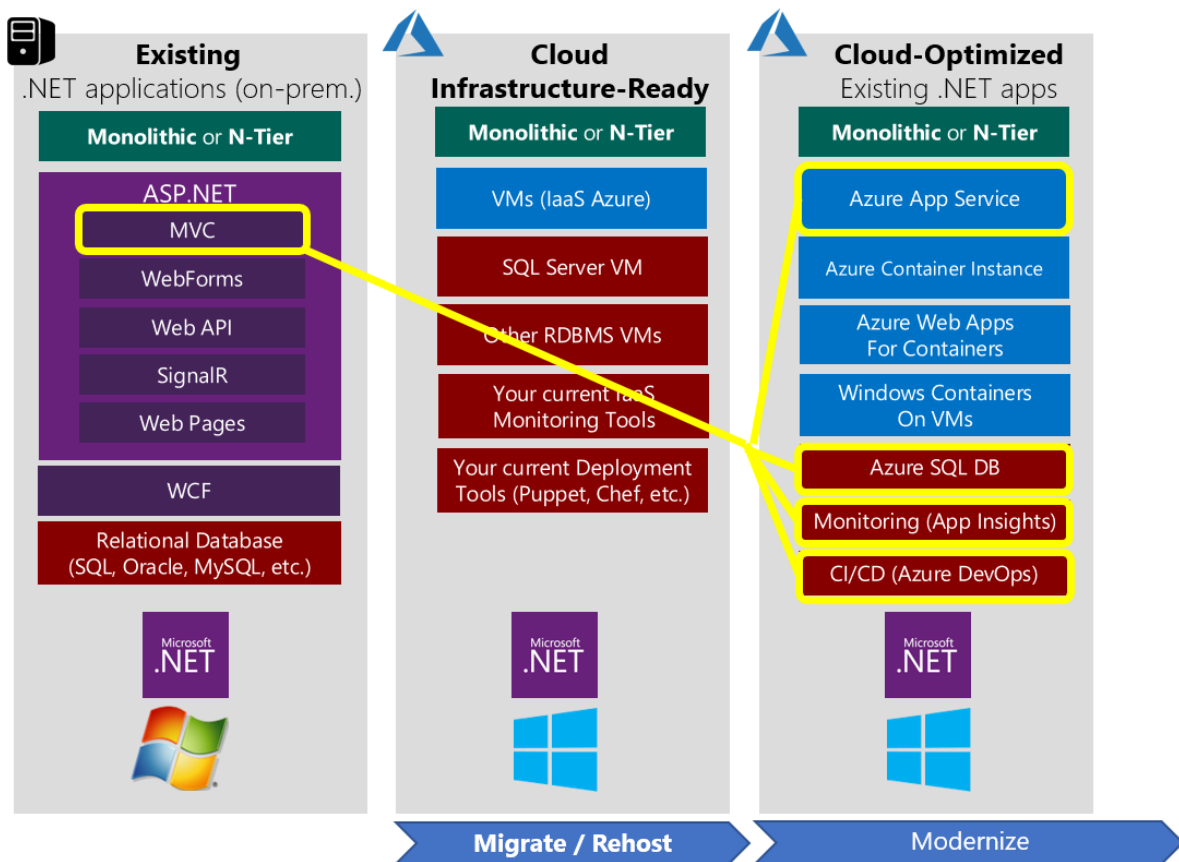 Existing
.NET applications (on-prem.)
Monolithic or N-Tier
ASP.NET
MVC
WebForms
Web API
SignalR
Web Pages
WCF
Relational Database
(SQL, Oracle, MySQL, etc.)
Microsoft
.NET
Cloud
Infrastructure-Ready
Monolithic or N-Tier
VMs (IaaS Azure)
SQL Server VM
Other RDBMS VMs
Your current IaaS
Monitoring Tools
Your current Deployment
Tools (Puppet, Chef, etc.)
Microsoft
.NET
Migrate / Rehost
Cloud-Optimized
Existing .NET apps
Monolithic or N-Tier
Azure App Service
Azure Container Instance
Azure Web Apps
For Containers
Windows Containers
On VMs
Azure SQL DB
Monitoring (App Insights)
CI/CD (Azure DevOps)
Microsoft
.NET
Modernize